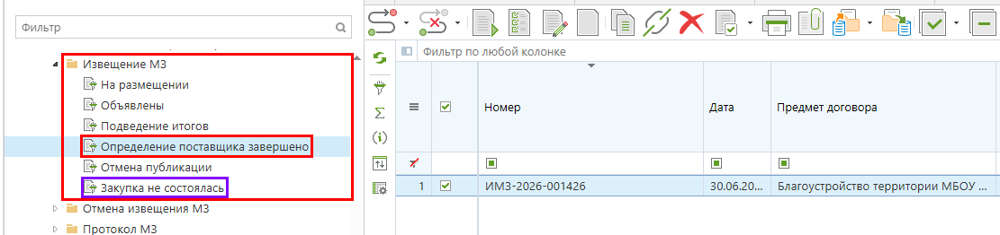 Фильтр
Извещение МЗ
На размещении
Объявлены
Подведение итогов
Определение поставщика завершено
Отмена публикации
Закупка не состоялась
Отмена извещения МЗ
Протокол МЗ
Фильтр по любой колонке
Номер Дата Предмет договора
1 ИМЗ-2026-001426 30.06.20... Благоустройство территории МБОУ ...